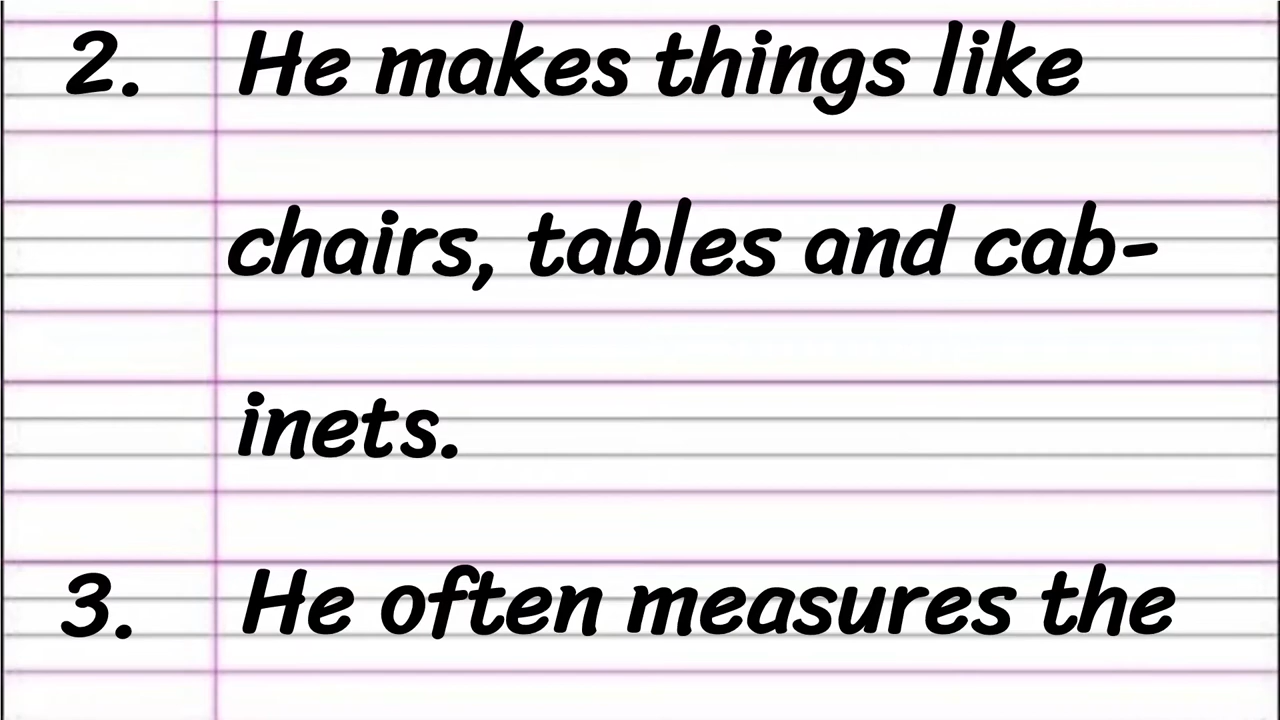 2. He makes things like
chairs, tables and cab-
inets.
3. He often measures the